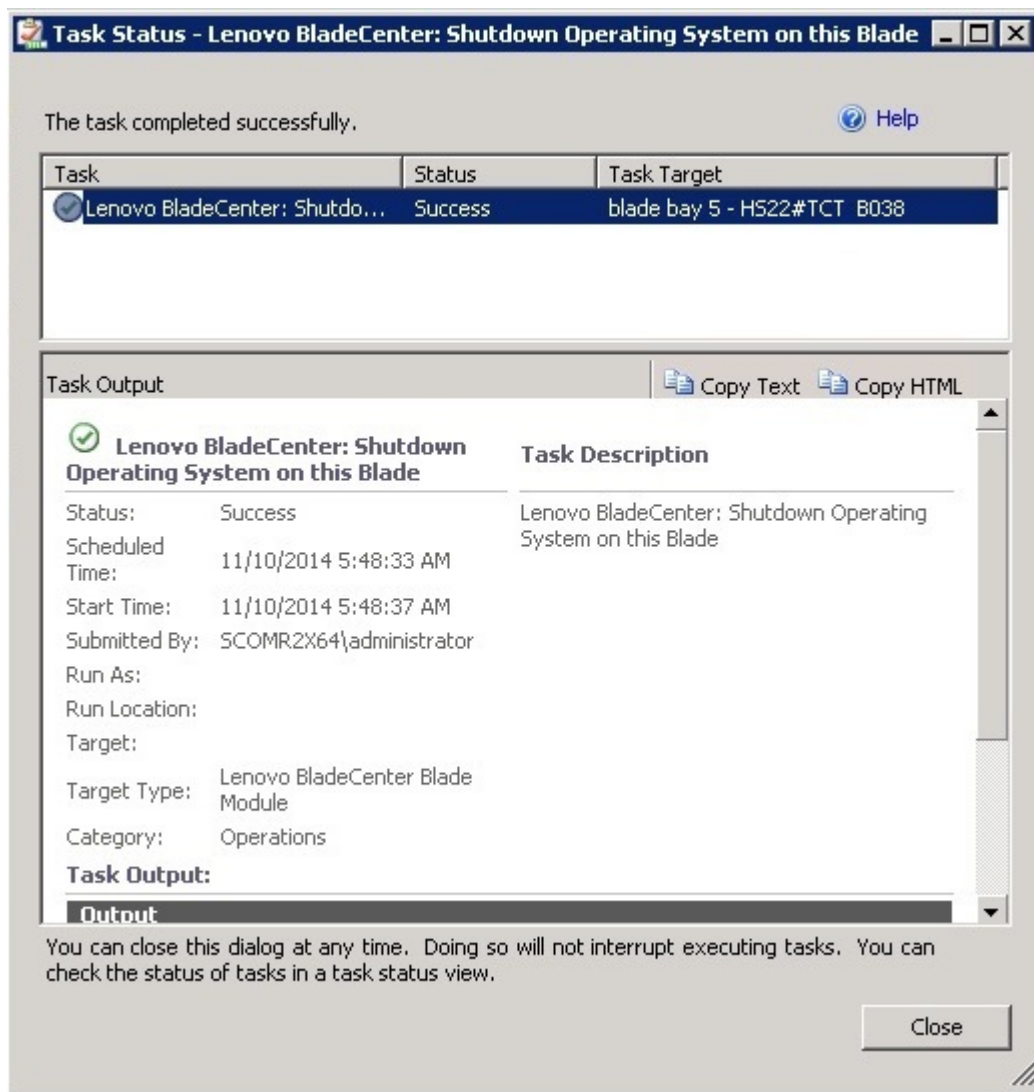 Task Status - Lenovo BladeCenter: Shutdown Operating System on this Blade
The task completed successfully.
Help
Task Status Task Target
Lenovo BladeCenter: Shutdo... Success blade bay 5 - HS22#TCT B038
Task Output Copy Text Copy HTML
Lenovo BladeCenter: Shutdown
Operating System on this Blade
Task Description
Status: Success
Lenovo BladeCenter: Shutdown Operating
System on this Blade
Scheduled
Time: 11/10/2014 5:48:33 AM
Start Time: 11/10/2014 5:48:37 AM
Submitted By: SCOMR2X64\administrator
Run As:
Run Location:
Target:
Target Type: Lenovo BladeCenter Blade
Module
Category: Operations
Task Output:
Output
You can close this dialog at any time. Doing so will not interrupt executing tasks. You can
check the status of tasks in a task status view.
Close